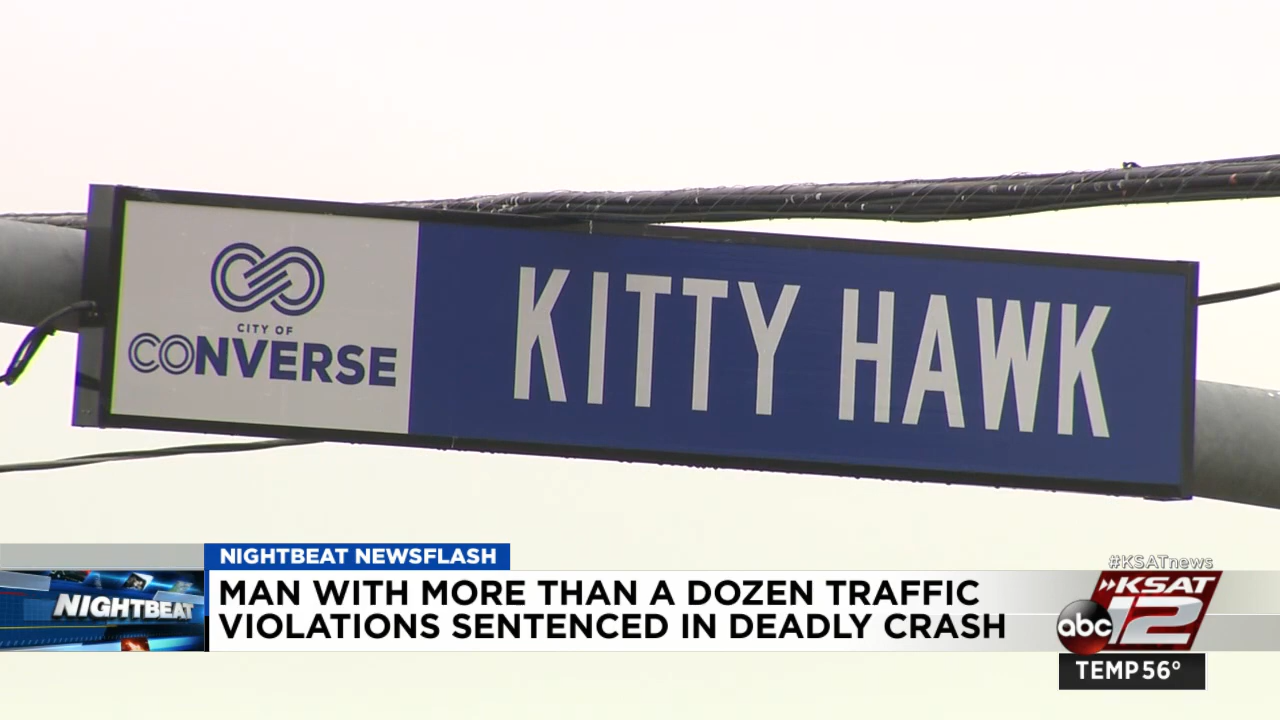 CITY OF
CONVERSE
KITTY HAWK
NIGHTBEAT NEWSFLASH
MAN WITH MORE THAN A DOZEN TRAFFIC
VIOLATIONS SENTENCED IN DEADLY CRASH
NIGHTBEAT
#KSATnews
KSAT
abc 12
TEMP 56°